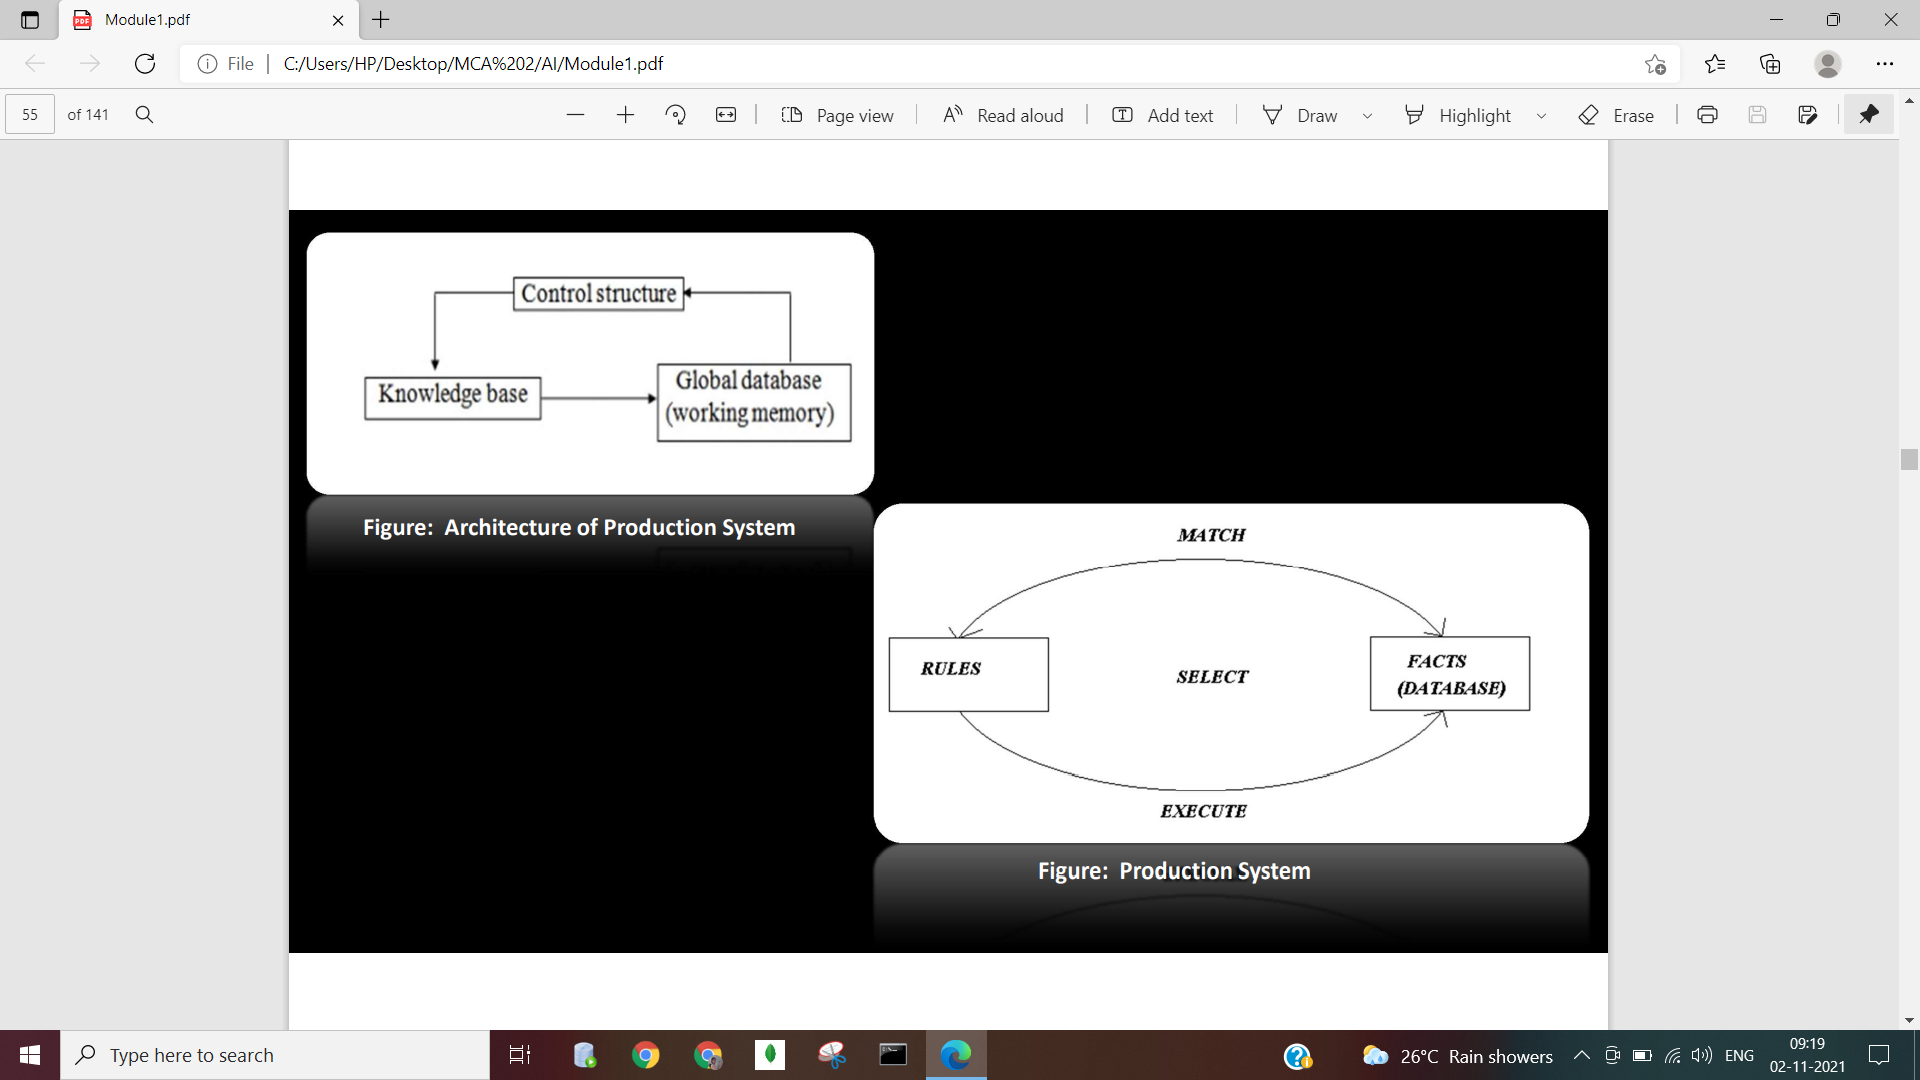 Module1.pdf
File
C:/Users/HP/Desktop/MCA%202/AI/Module1.pdf
55
of 141
Page view
Read aloud
Add text
Draw
Highlight
Erase
Control structure
Knowledge base
Global database
(working memory)
Figure: Architecture of Production System
MATCH
RULES
SELECT
FACTS
(DATABASE)
EXECUTE
Figure: Production System
Type here to search
26°C Rain showers
ENG
09:19
02-11-2021